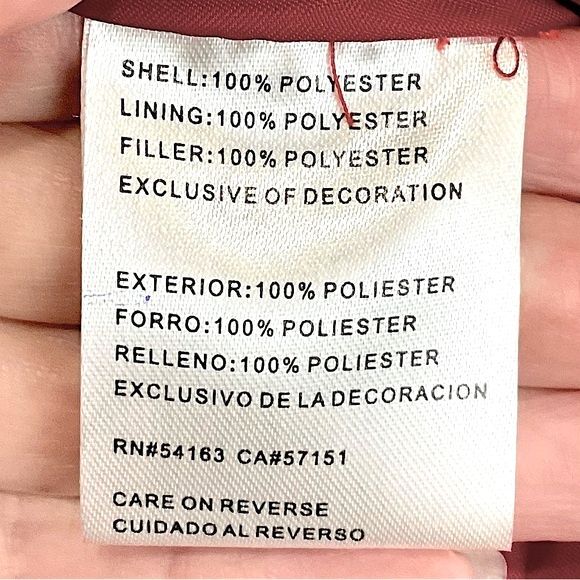 SHELL:100% POLYESTER
LINING:100% POLYESTER
FILLER:100% POLYESTER
EXCLUSIVE OF DECORATION
EXTERIOR:100% POLIESTER
FORRO:100% POLIESTER
RELLENO:100% POLIESTER
EXCLUSIVO DE LA DECORACION
RN#54163 CA#57151
CARE ON REVERSE
CUIDADO AL REVERSO